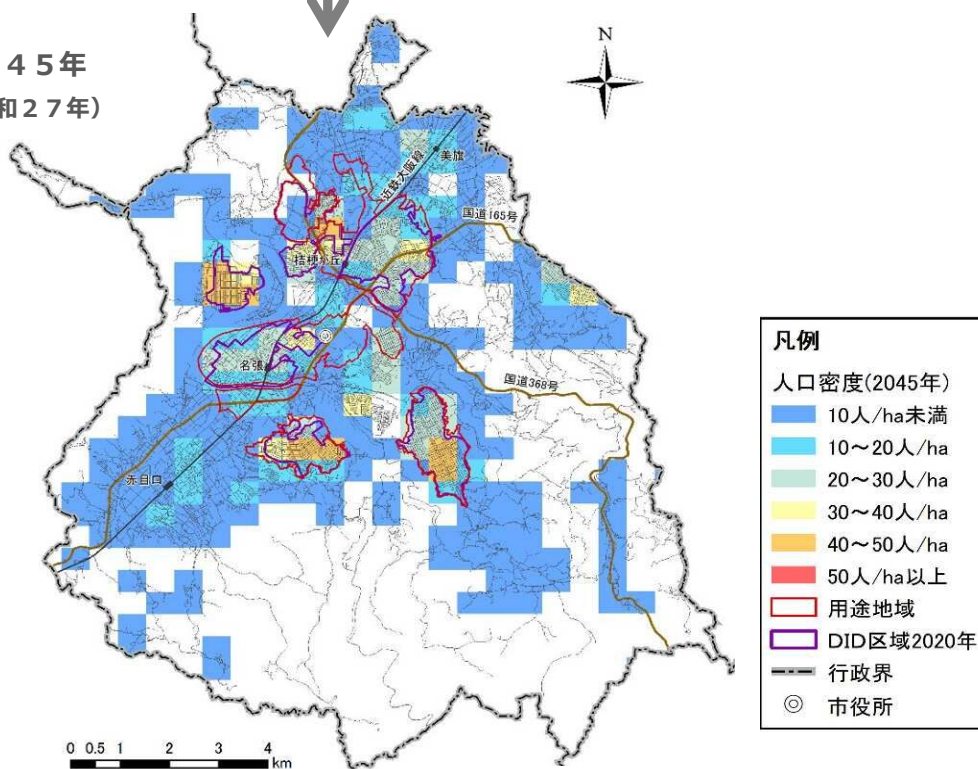 45年
和27年)
N
美旗
近鉄大阪線
国道165号
桔梗が丘
名張
国道368号
赤目口
0 0.5 1 2 3 4
km
凡例
人口密度(2045年)
10人/ha未満
10～20人/ha
20～30人/ha
30～40人/ha
40～50人/ha
50人/ha以上
用途地域
DID区域2020年
行政界
市役所